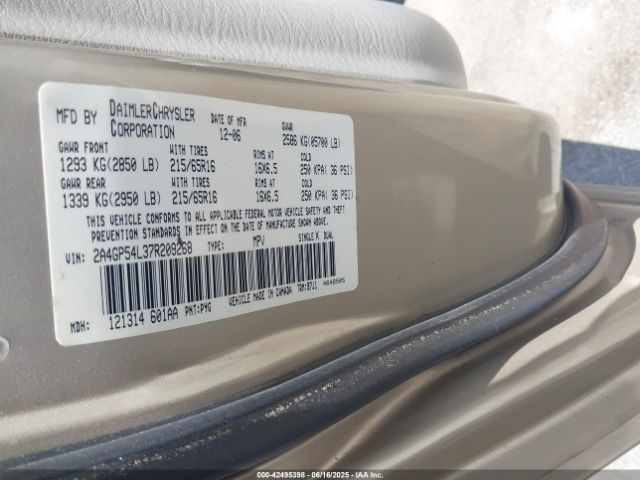 MFD BY DAIMLERCHRYSLER CORPORATION DATE OF MFR 12-06 GVWR 2586 KG(05700 LB)
GAWR FRONT WITH TIRES RIMS AT COLD
1293 KG(2850 LB) 215/65R16 16X6.5 250 KPA( 36 PSI)
GAWR REAR WITH TIRES RIMS AT COLD
1339 KG(2950 LB) 215/65R16 16X6.5 250 KPA( 36 PSI)
THIS VEHICLE CONFORMS TO ALL APPLICABLE FEDERAL MOTOR VEHICLE SAFETY AND THEFT
PREVENTION STANDARDS IN EFFECT ON THE DATE OF MANUFACTURE SHOWN ABOVE.
VIN: 2A4GP54L37R209268 TYPE: MPV SINGLE X DUAL
VEHICLE MADE IN CANADA TRM:B7L1
MDH: 121314 601AA PNT:PYG
000-42495398 - 06/16/2025 - IAA, Inc.